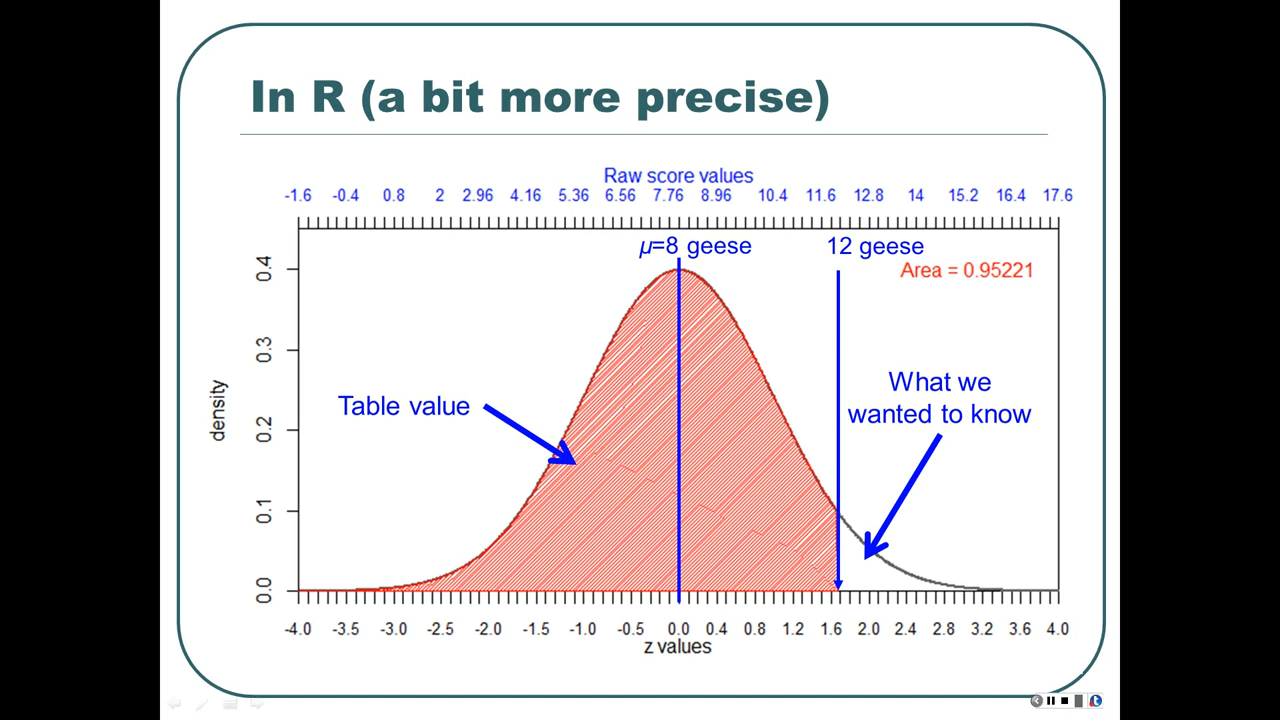 In R (a bit more precise)
Raw score values
-1.6 -0.4 0.8 2 2.96 4.16 5.36 6.56 7.76 8.96 10.4 11.6 12.8 14 15.2 16.4 17.6
μ=8 geese 12 geese
Area = 0.95221
What we
wanted to know
Table value
density
0.4
0.3
0.2
0.1
0.0
-4.0 -3.5 -3.0 -2.5 -2.0 -1.5 -1.0 -0.5 0.0 0.4 0.8 1.2 1.6 2.0 2.4 2.8 3.2 3.6 4.0
z values